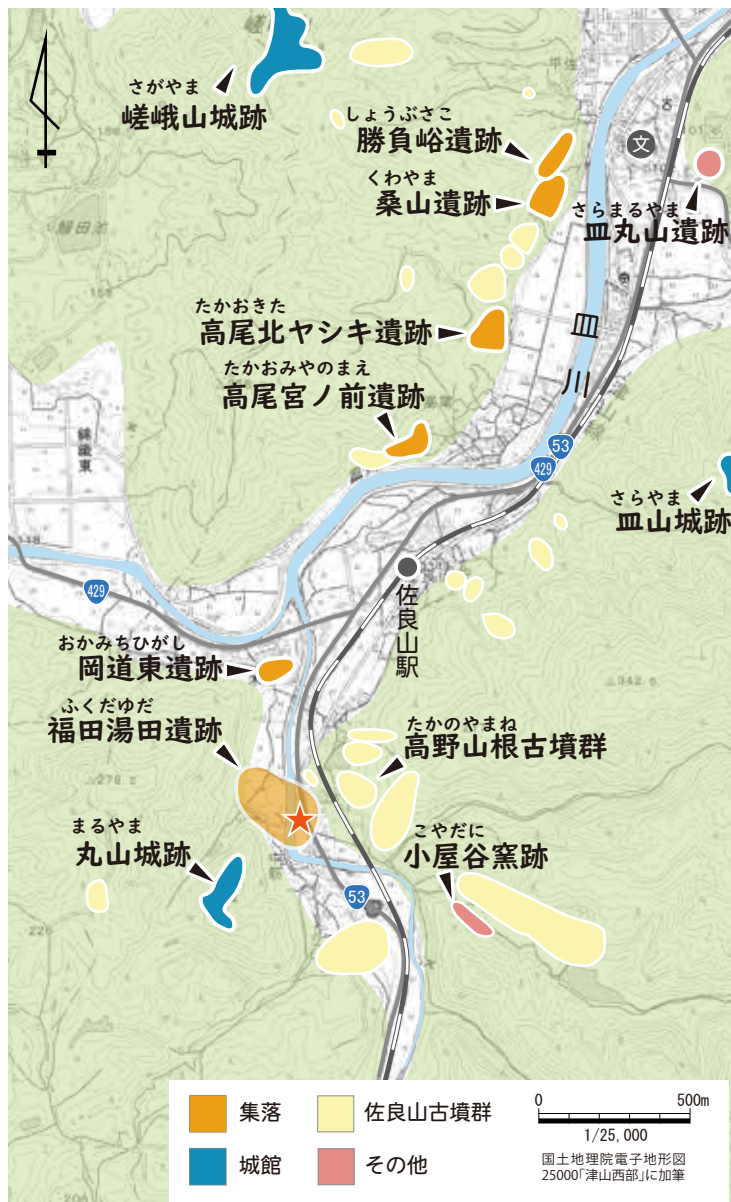 さがやま
嵯峨山城跡
しょうぶさこ
勝負峪遺跡
くわやま
桑山遺跡
文
さらまるやま
皿丸山遺跡
たかおきた
高尾北ヤシキ遺跡
皿川
たかおみやのまえ
高尾宮ノ前遺跡
錦織東
53
429
さらやま
皿山城跡
429
佐良山駅
おかみちひがし
岡道東遺跡
342
ふくだゆだ
福田湯田遺跡
たかのやまね
高野山根古墳群
278
まるやま
丸山城跡
こやだに
小屋谷窯跡
53
226
集落
佐良山古墳群
城館
その他
0 500m
1/25,000
国土地理院電子地形図
25000「津山西部」に加筆